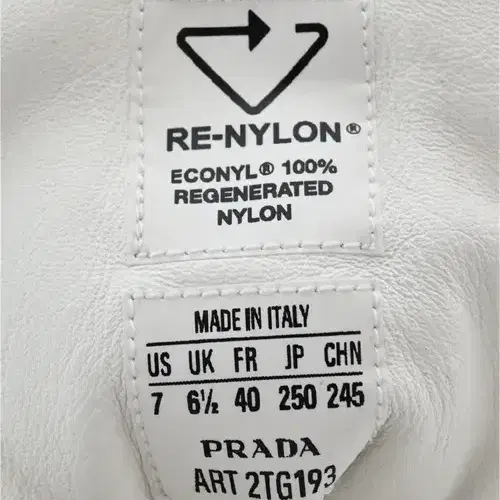 RE-NYLON®
ECONYL® 100%
REGENERATED
NYLON
MADE IN ITALY
US UK FR JP CHN
7 6½ 40 250 245
PRADA
ART 2TG193